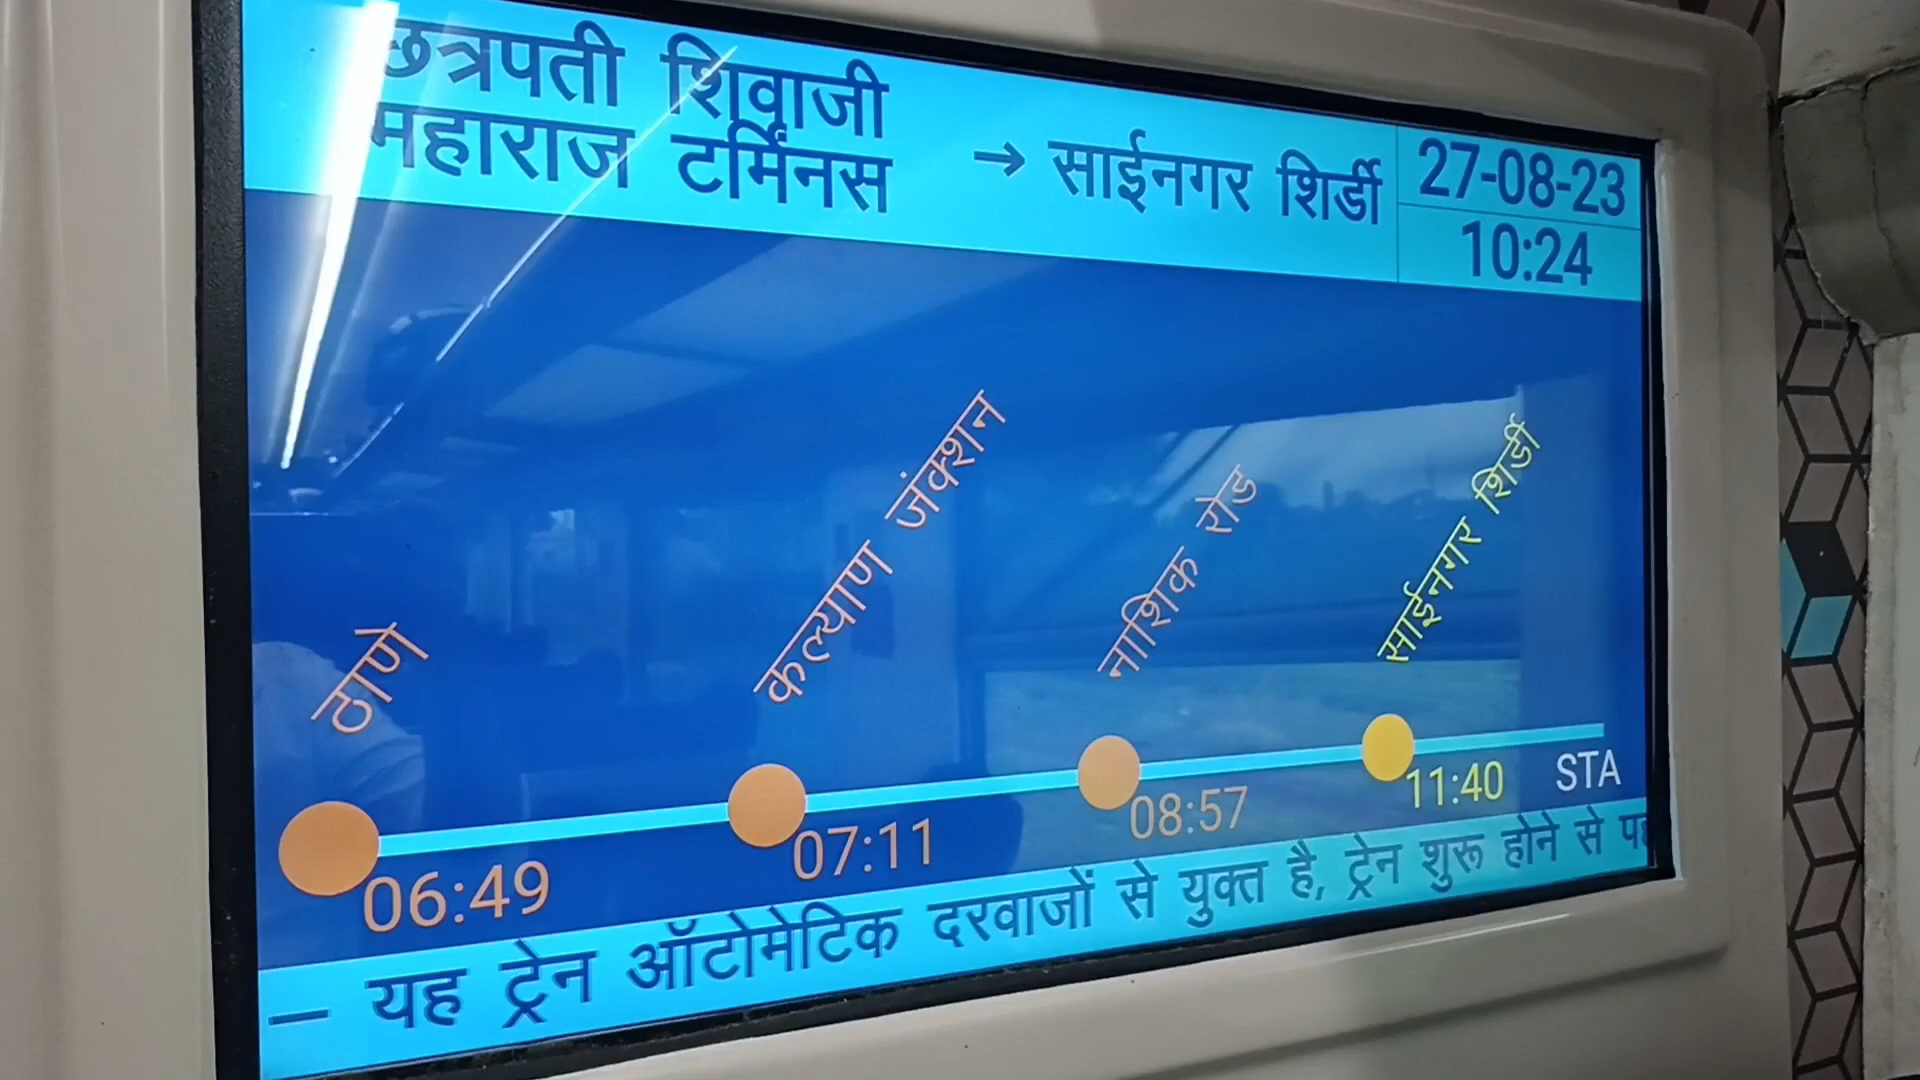 छत्रपती शिवाजी
महाराज टर्मिनस
→ साईनगर शिर्डी
27-08-23
10:24
ठाणे
कल्याण जंक्शन
नाशिक रोड
साईनगर शिर्डी
06:49
07:11
08:57
11:40
STA
– यह ट्रेन ऑटोमेटिक दरवाजों से युक्त है, ट्रेन शुरू होने से